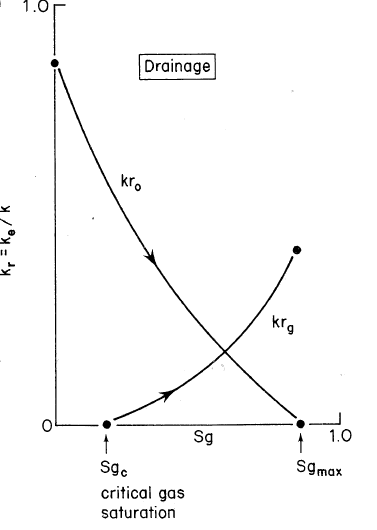 1.0
Drainage
kro
kr = ke / k
krg
0
Sg
1.0
Sgc
Sgmax
critical gas
saturation